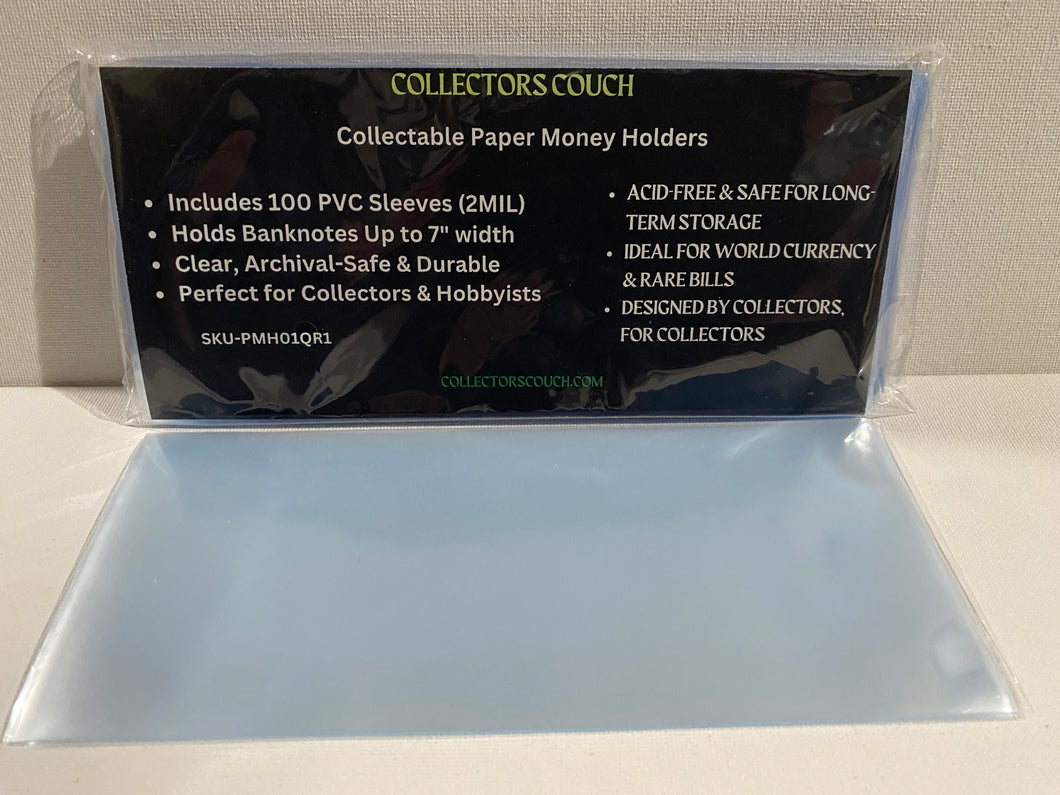 COLLECTORS COUCH
Collectable Paper Money Holders
• Includes 100 PVC Sleeves (2MIL)
• Holds Banknotes Up to 7" width
• Clear, Archival-Safe & Durable
• Perfect for Collectors & Hobbyists
SKU-PMH01QR1
• ACID-FREE & SAFE FOR LONG-
TERM STORAGE
• IDEAL FOR WORLD CURRENCY
& RARE BILLS
• DESIGNED BY COLLECTORS,
FOR COLLECTORS
COLLECTORSCOUCH.COM